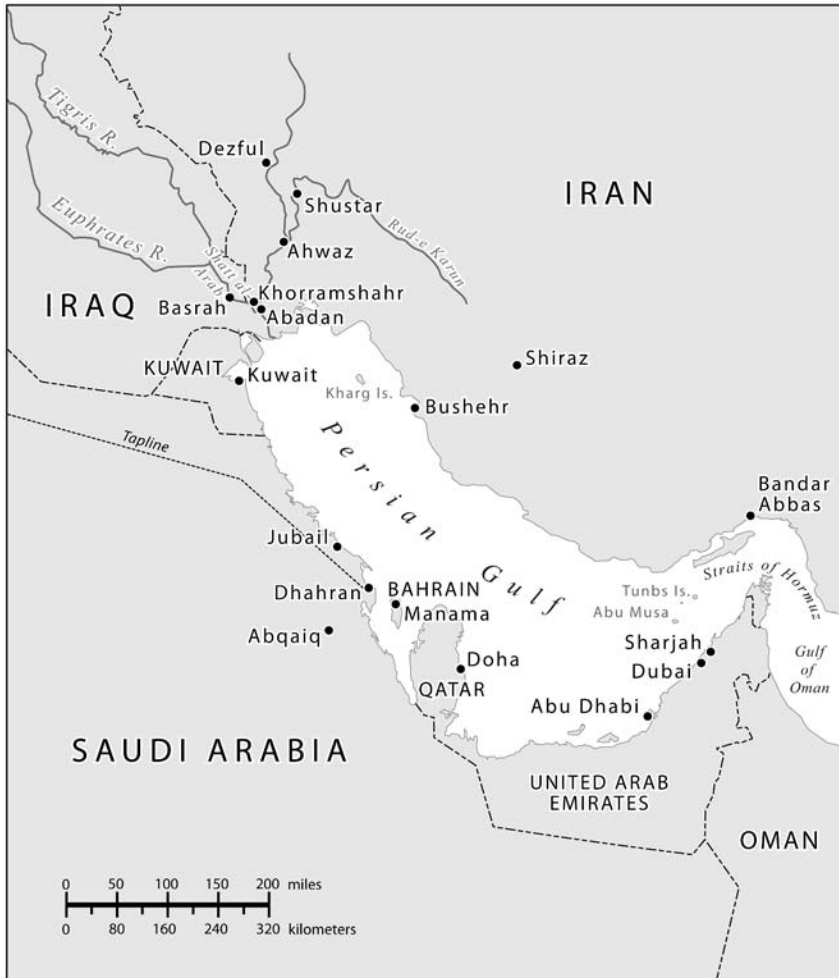 Tigris R.
Dezful
IRAN
Shustar
Euphrates R.
Rud-e Karun
Ahwaz
Shatt al
Arab
IRAQ
Khorramshahr
Basrah
Abadan
Shiraz
KUWAIT
Kuwait
Kharg Is.
Bushehr
Tapline
Persian
Gulf
Bandar
Abbas
Jubail
Straits of Hormuz
Dhahran
BAHRAIN
Manama
Tunbs Is.
Abu Musa
Abqaiq
Sharjah
Dubai
Gulf
of
Oman
Doha
QATAR
Abu Dhabi
SAUDI ARABIA
UNITED ARAB
EMIRATES
OMAN
0 50 100 150 200 miles
0 80 160 240 320 kilometers